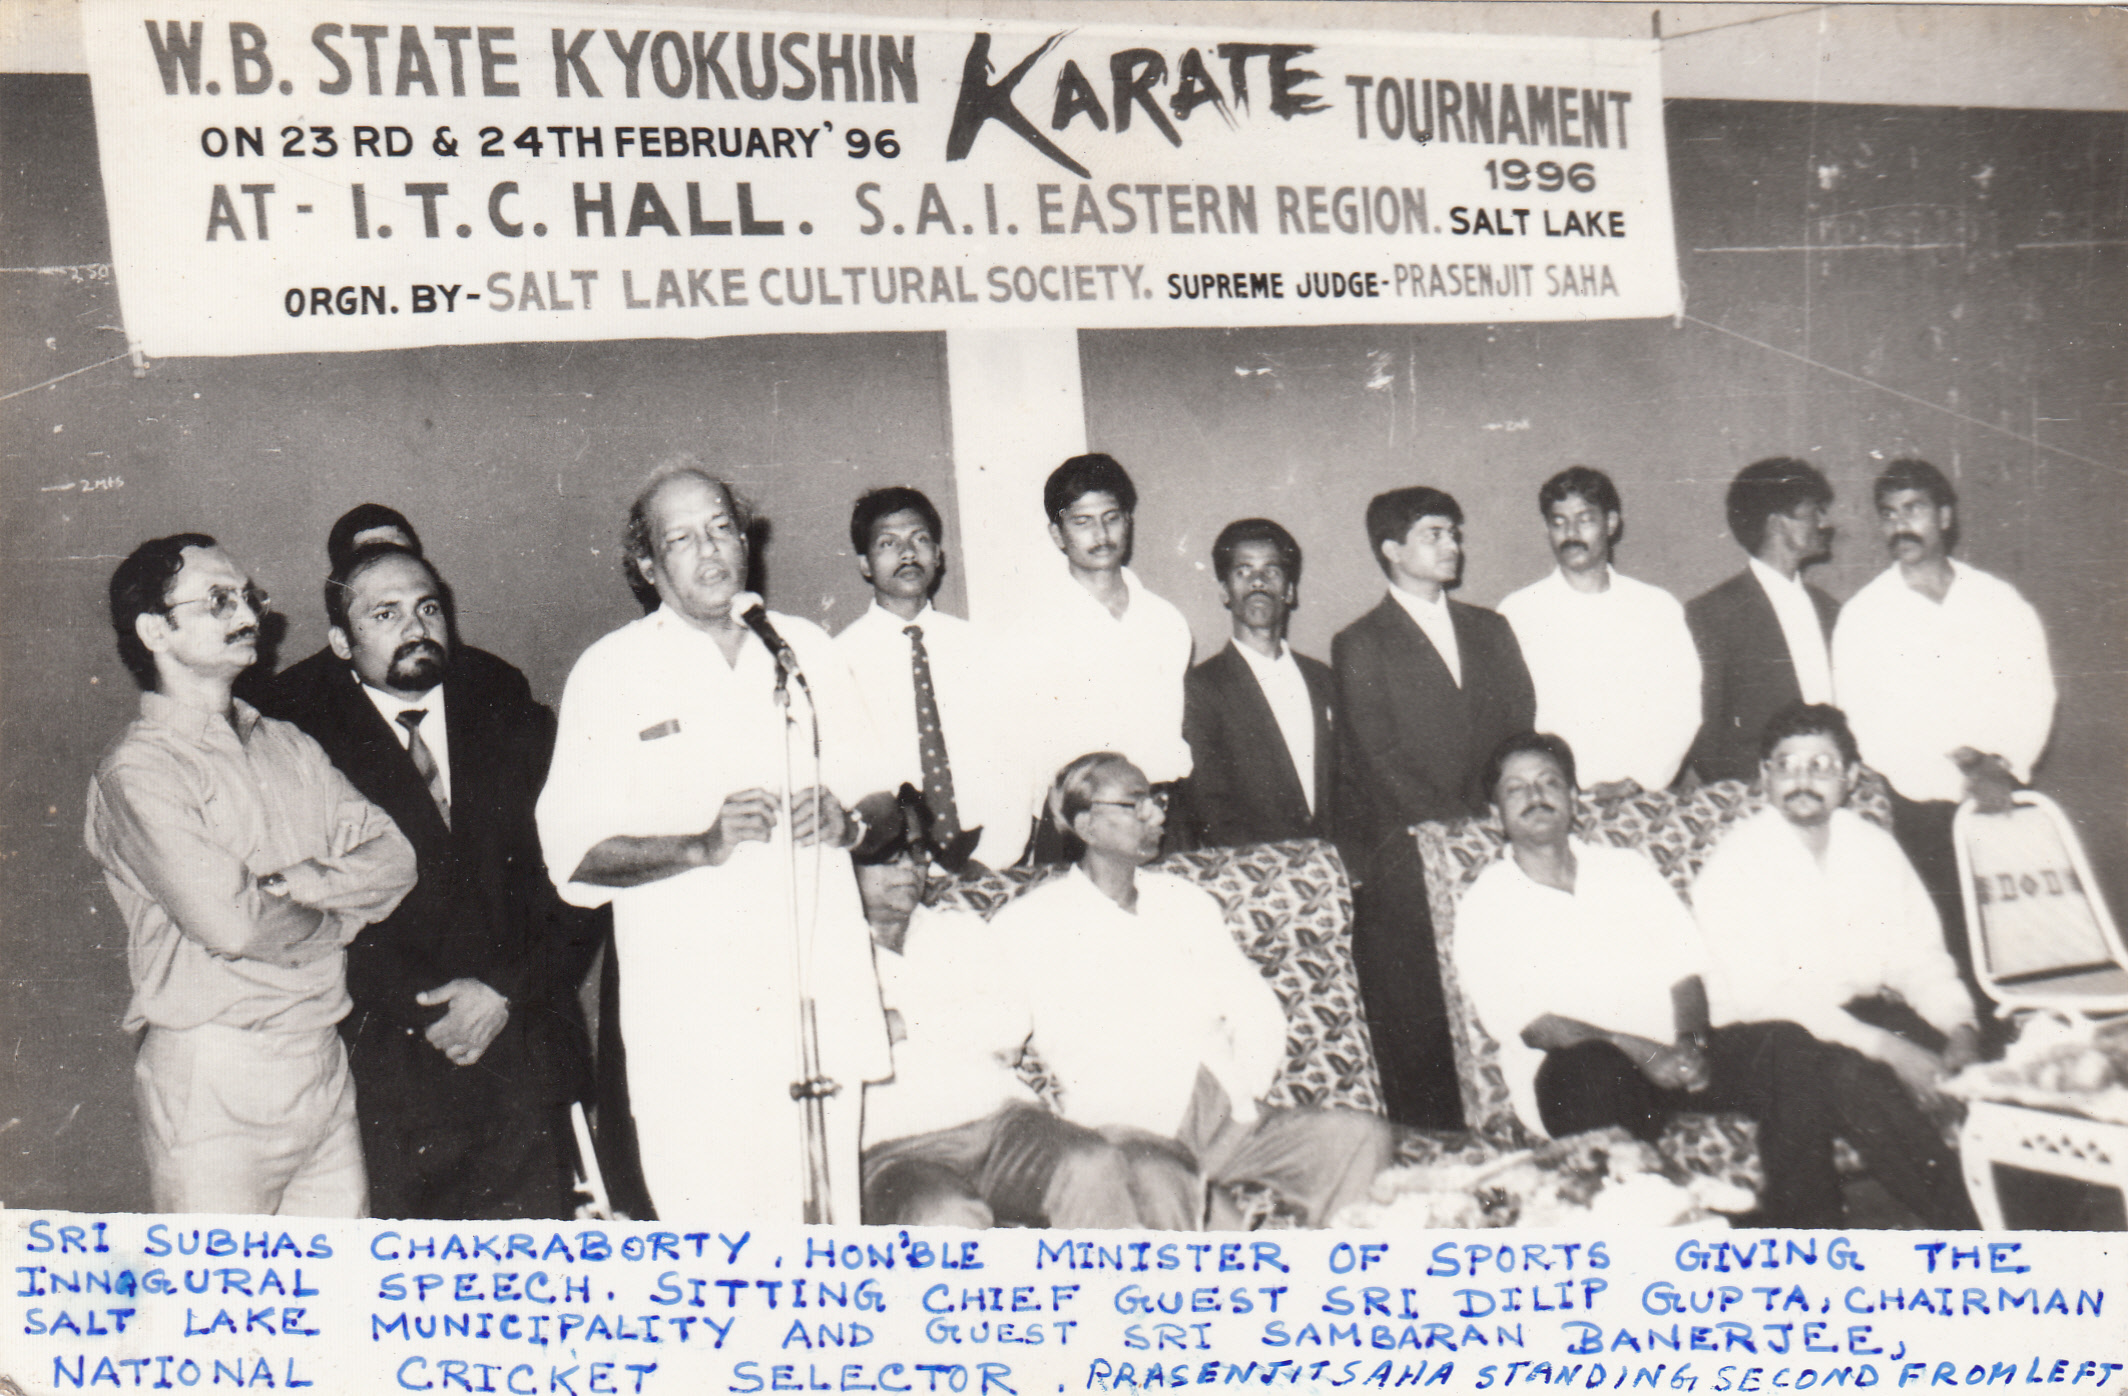 W.B. STATE KYOKUSHIN KARATE TOURNAMENT
ON 23RD & 24TH FEBRUARY' 96
1996
AT - I.T.C. HALL. S.A.I. EASTERN REGION. SALT LAKE
ORGN. BY- SALT LAKE CULTURAL SOCIETY. SUPREME JUDGE- PRASENJIT SAHA
SRI SUBHAS CHAKRABORTY, HON'BLE MINISTER OF SPORTS GIVING THE
INNAGURAL SPEECH. SITTING CHIEF GUEST SRI DILIP GUPTA, CHAIRMAN
SALT LAKE MUNICIPALITY AND GUEST SRI SAMBARAN BANERJEE,
NATIONAL CRICKET SELECTOR. PRASENJIT SAHA STANDING SECOND FROM LEFT